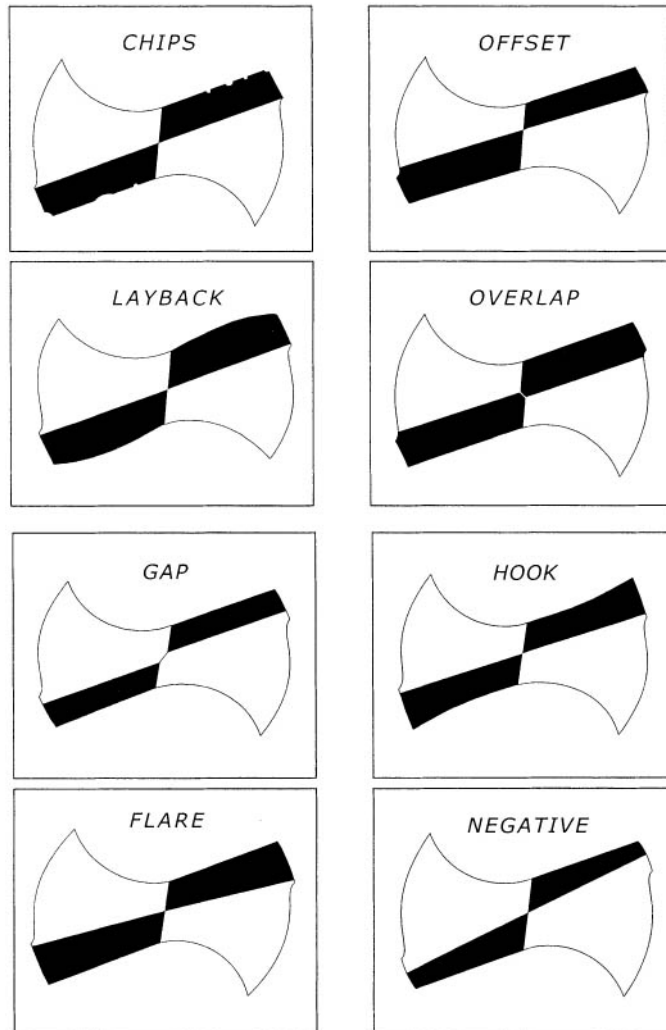 CHIPS
OFFSET
LAYBACK
OVERLAP
GAP
HOOK
FLARE
NEGATIVE